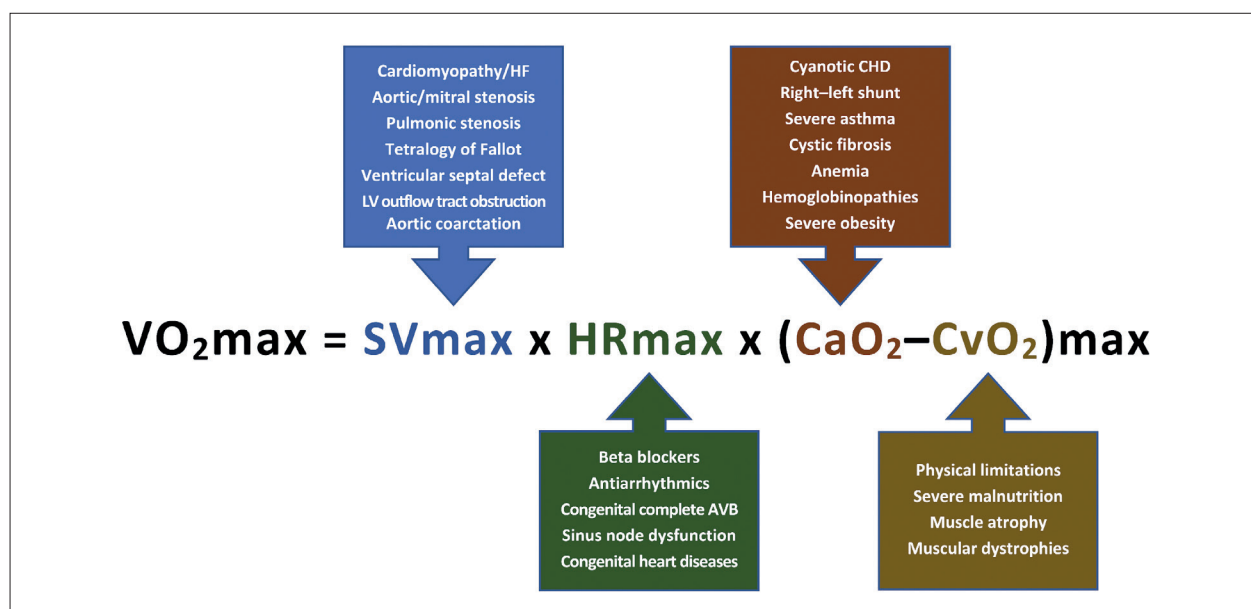 Cardiomyopathy/HF
Aortic/mitral stenosis
Pulmonic stenosis
Tetralogy of Fallot
Ventricular septal defect
LV outflow tract obstruction
Aortic coarctation
Cyanotic CHD
Right–left shunt
Severe asthma
Cystic fibrosis
Anemia
Hemoglobinopathies
Severe obesity
VO₂max = SVmax x HRmax x (CaO₂–CvO₂)max
Beta blockers
Antiarrhythmics
Congenital complete AVB
Sinus node dysfunction
Congenital heart diseases
Physical limitations
Severe malnutrition
Muscle atrophy
Muscular dystrophies